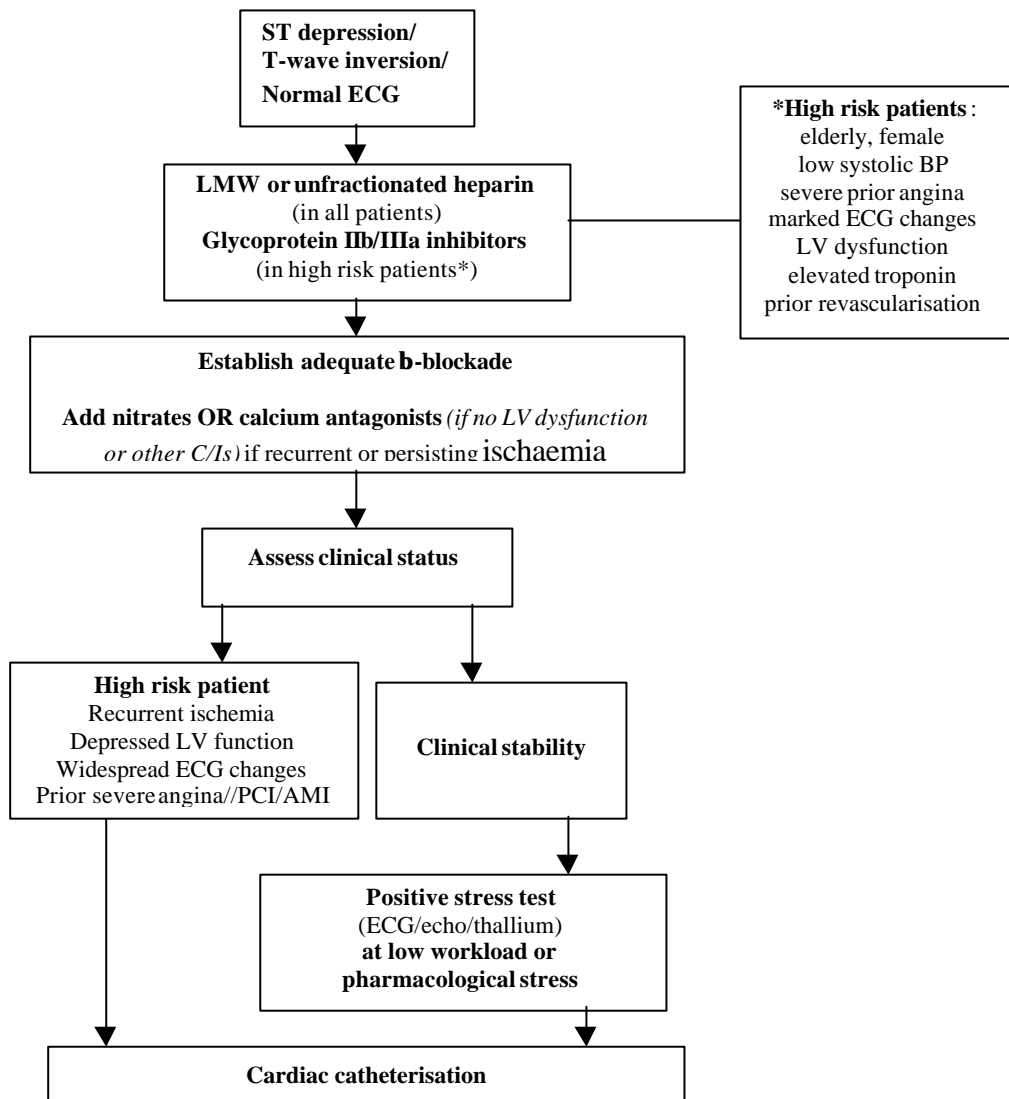 ST depression/
T-wave inversion/
Normal ECG
*High risk patients :
elderly, female
low systolic BP
severe prior angina
marked ECG changes
LV dysfunction
elevated troponin
prior revascularisation
LMW or unfractionated heparin
(in all patients)
Glycoprotein IIb/IIIa inhibitors
(in high risk patients*)
Establish adequate b-blockade
Add nitrates OR calcium antagonists (if no LV dysfunction
or other C/Is) if recurrent or persisting ischaemia
Assess clinical status
High risk patient
Recurrent ischemia
Depressed LV function
Widespread ECG changes
Prior severe angina//PCI/AMI
Clinical stability
Positive stress test
(ECG/echo/thallium)
at low workload or
pharmacological stress
Cardiac catheterisation